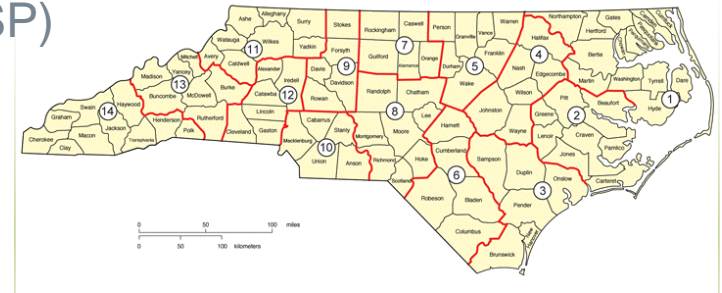 SP)
Ashe
Alleghany
Surry
Stokes
Rockingham
Caswell
Person
Granville
Vance
Warren
Northampton
Gates
Hertford
Halifax
Bertie
Watauga
Wilkes
Yadkin
Forsyth
Guilford
Alamance
Orange
Durham
Franklin
Nash
Edgecombe
Martin
Washington
Tyrrell
Dare
Mitchell
Avery
Caldwell
Alexander
Iredell
Davie
Davidson
Randolph
Chatham
Wake
Wilson
Pitt
Beaufort
Hyde
Madison
Yancey
Buncombe
McDowell
Burke
Catawba
Rowan
Lee
Johnston
Greene
Wayne
Lenoir
Craven
Pamlico
Swain
Haywood
Graham
Jackson
Henderson
Transylvania
Polk
Rutherford
Cleveland
Lincoln
Gaston
Mecklenburg
Cabarrus
Stanly
Montgomery
Moore
Harnett
Cherokee
Macon
Clay
Union
Anson
Richmond
Scotland
Hoke
Cumberland
Sampson
Duplin
Jones
Onslow
Carteret
Robeson
Bladen
Pender
Columbus
New Hanover
Brunswick
1
2
3
4
5
6
7
8
9
10
11
12
13
14
0 50 100 miles
0 50 100 kilometers